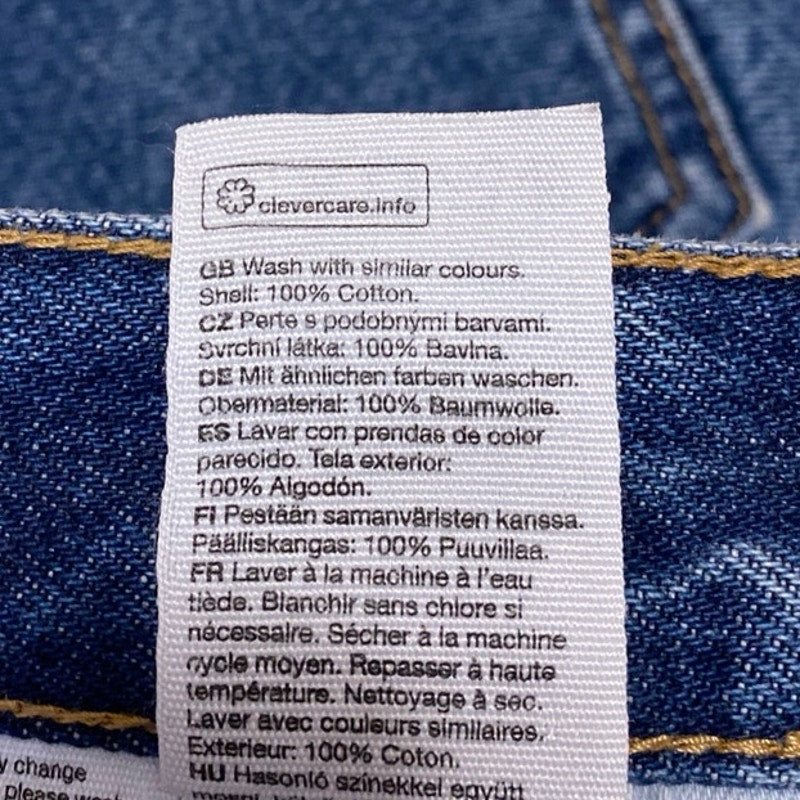 clevercare.info
GB Wash with similar colours.
Shell: 100% Cotton.
CZ Perte s podobnými barvami.
Svrchní látka: 100% Bavlna.
DE Mit ähnlichen farben waschen.
Obermaterial: 100% Baumwolle.
ES Lavar con prendas de color
parecido. Tela exterior:
100% Algodón.
FI Pestään samanväristen kanssa.
Päälliskangas: 100% Puuvillaa.
FR Laver à la machine à l'eau
tiède. Blanchir sans chlore si
nécessaire. Sécher à la machine
cycle moyen. Repasser à haute
température. Nettoyage à sec.
Laver avec couleurs similaires.
Exterieur: 100% Coton.
HU Hasonló színekkel együtt
y change
please